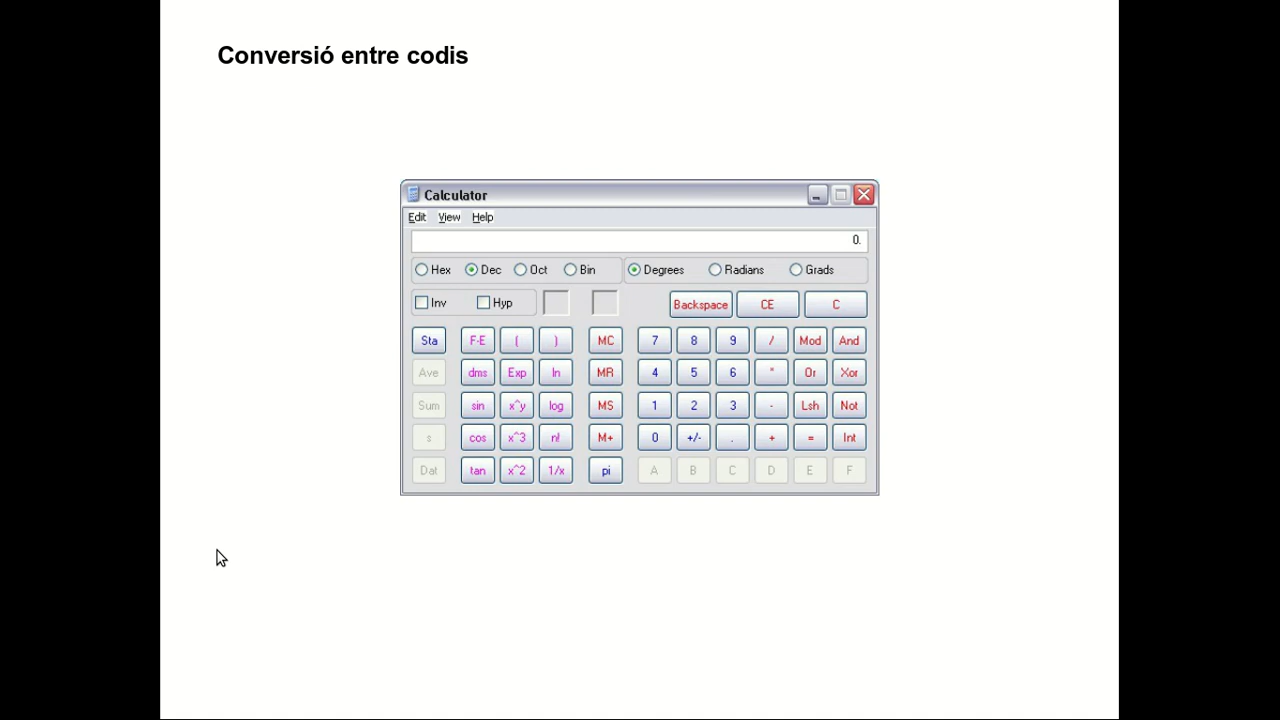 Conversió entre codis
Calculator
Edit View Help
0.
Hex Dec Oct Bin Degrees Radians Grads
Inv Hyp Backspace CE C
Sta F-E ( ) MC 7 8 9 / Mod And
Ave dms Exp ln MR 4 5 6 * Or Xor
Sum sin x^y log MS 1 2 3 - Lsh Not
s cos x^3 n! M+ 0 +/- . + = Int
Dat tan x^2 1/x pi A B C D E F